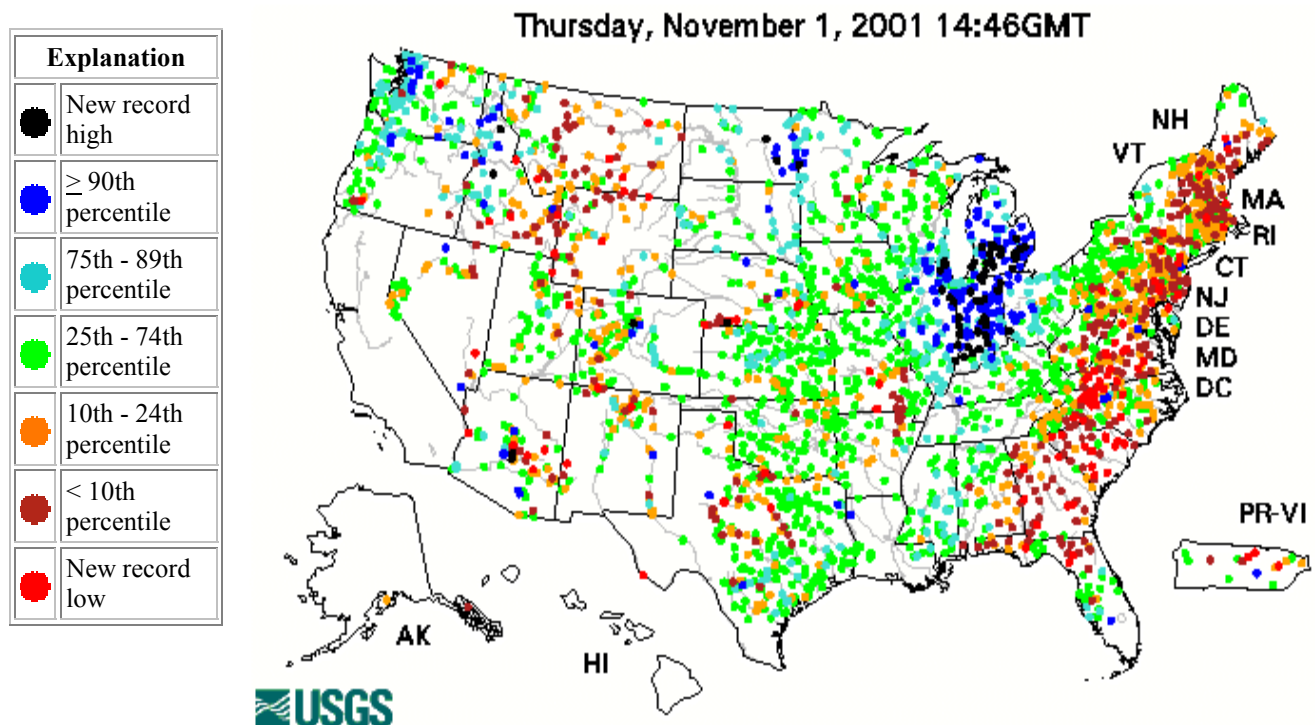 Thursday, November 1, 2001 14:46GMT
Explanation
New record
high
≥ 90th
percentile
75th - 89th
percentile
25th - 74th
percentile
10th - 24th
percentile
< 10th
percentile
New record
low
NH
VT
MA
RI
CT
NJ
DE
MD
DC
PR-VI
AK
HI
USGS